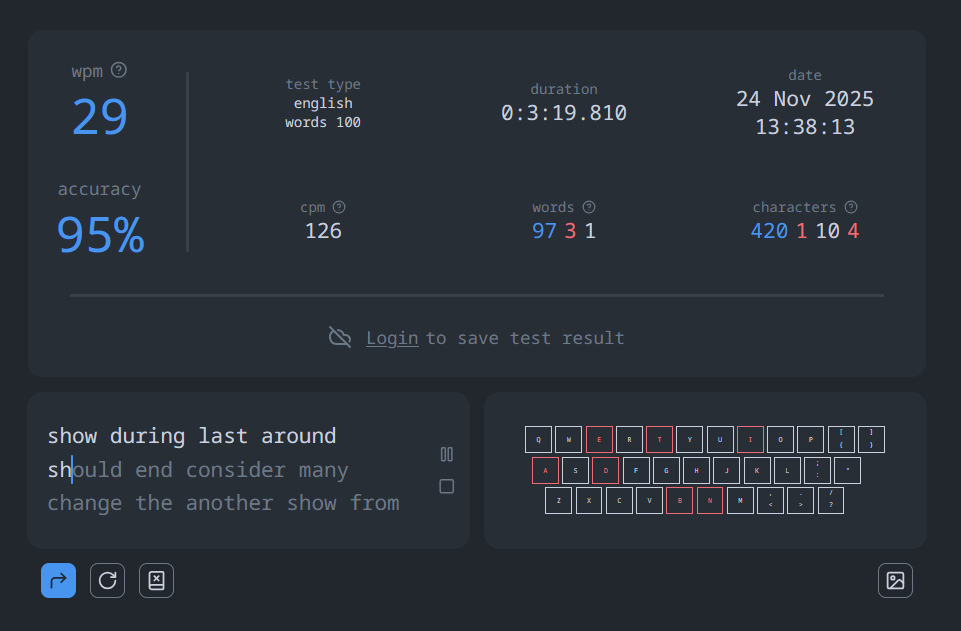 wpm
29
accuracy
95%
test type
english
words 100
duration
0:3:19.810
date
24 Nov 2025
13:38:13
cpm
126
words
97 3 1
characters
420 1 10 4
Login to save test result
show during last around
should end consider many
change the another show from
Q W E R T Y U I O P [ { ] }
A S D F G H J K L ; : "
Z X C V B N M , < . > / ?